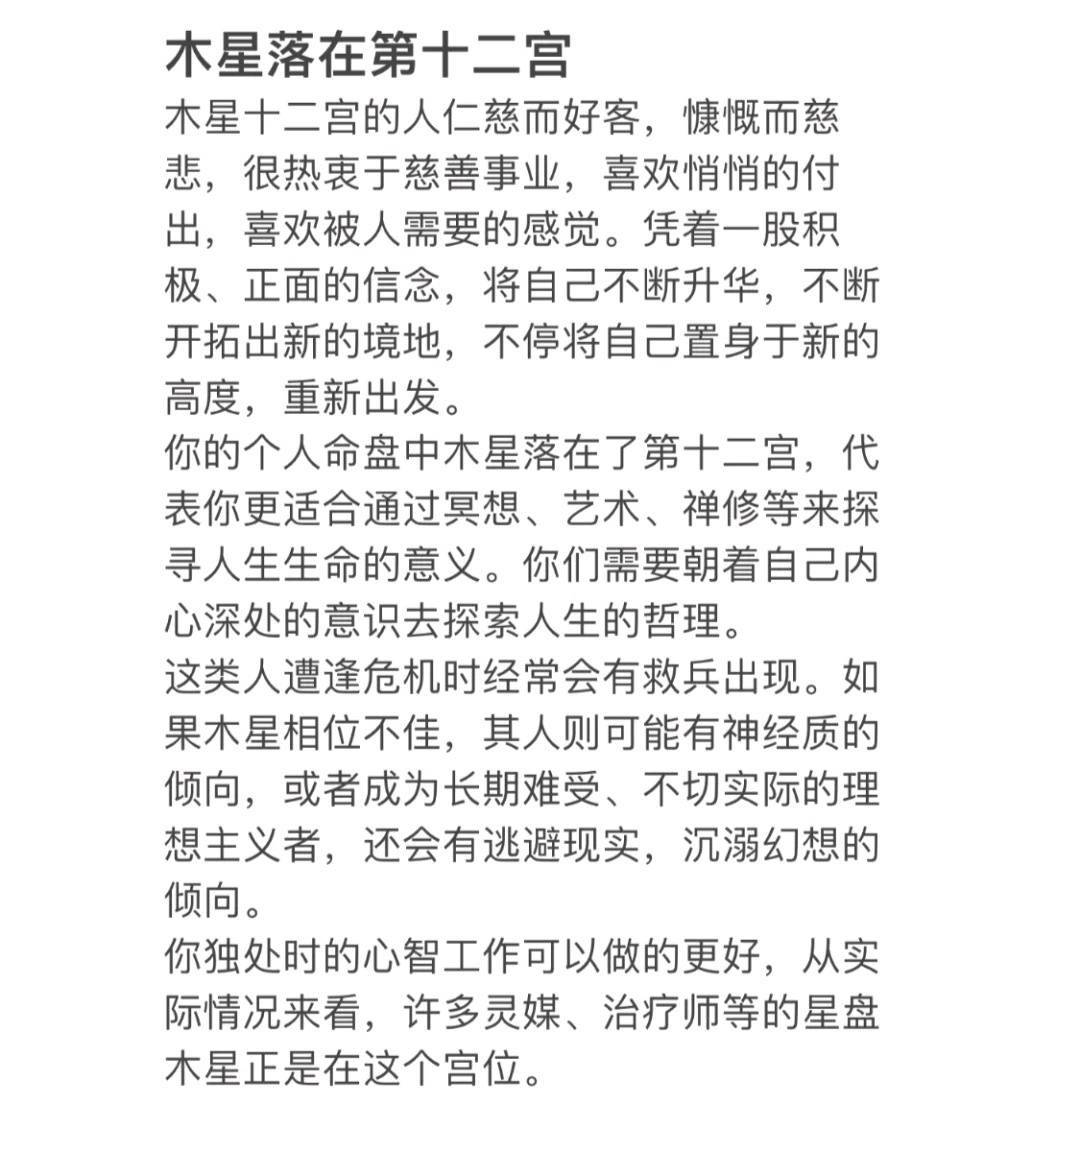 木星落在第十二宫
木星十二宫的人仁慈而好客，慷慨而慈
悲，很热衷于慈善事业，喜欢悄悄的付
出，喜欢被人需要的感觉。凭着一股积
极、正面的信念，将自己不断升华，不断
开拓出新的境地，不停将自己置身于新的
高度，重新出发。
你的个人命盘中木星落在了第十二宫，代
表你更适合通过冥想、艺术、禅修等来探
寻人生生命的意义。你们需要朝着自己内
心深处的意识去探索人生的哲理。
这类人遭逢危机时经常会有救兵出现。如
果木星相位不佳，其人则可能有神经质的
倾向，或者成为长期难受、不切实际的理
想主义者，还会有逃避现实，沉溺幻想的
倾向。
你独处时的心智工作可以做的更好，从实
际情况来看，许多灵媒、治疗师等的星盘
木星正是在这个宫位。